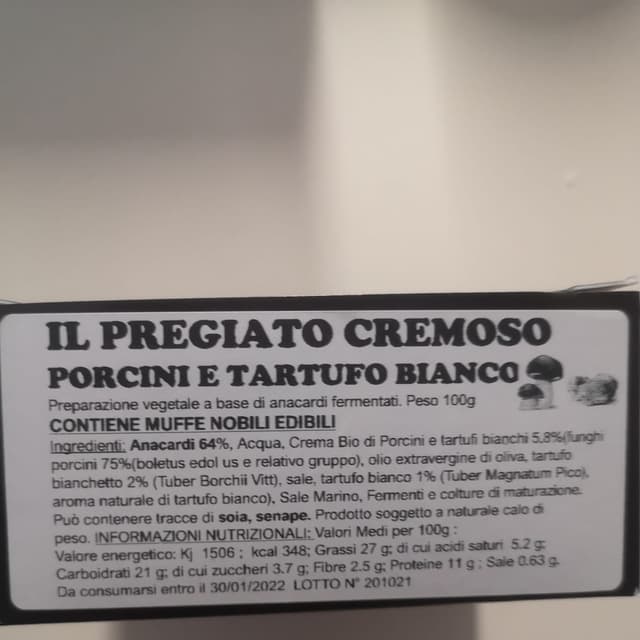 IL PREGIATO CREMOSO
PORCINI E TARTUFO BIANCO
Preparazione vegetale a base di anacardi fermentati. Peso 100g
CONTIENE MUFFE NOBILI EDIBILI
Ingredienti: Anacardi 64%, Acqua, Crema Bio di Porcini e tartufi bianchi 5.8%(funghi
porcini 75%(boletus edol us e relativo gruppo), olio extravergine di oliva, tartufo
bianchetto 2% (Tuber Borchii Vitt), sale, tartufo bianco 1% (Tuber Magnatum Pico),
aroma naturale di tartufo bianco), Sale Marino, Fermenti e colture di maturazione.
Può contenere tracce di soia, senape. Prodotto soggetto a naturale calo di
peso. INFORMAZIONI NUTRIZIONALI: Valori Medi per 100g :
Valore energetico: Kj 1506 ; kcal 348; Grassi 27 g; di cui acidi saturi 5.2 g;
Carboidrati 21 g; di cui zuccheri 3.7 g; Fibre 2.5 g; Proteine 11 g ; Sale 0.63 g.
Da consumarsi entro il 30/01/2022 LOTTO N° 201021